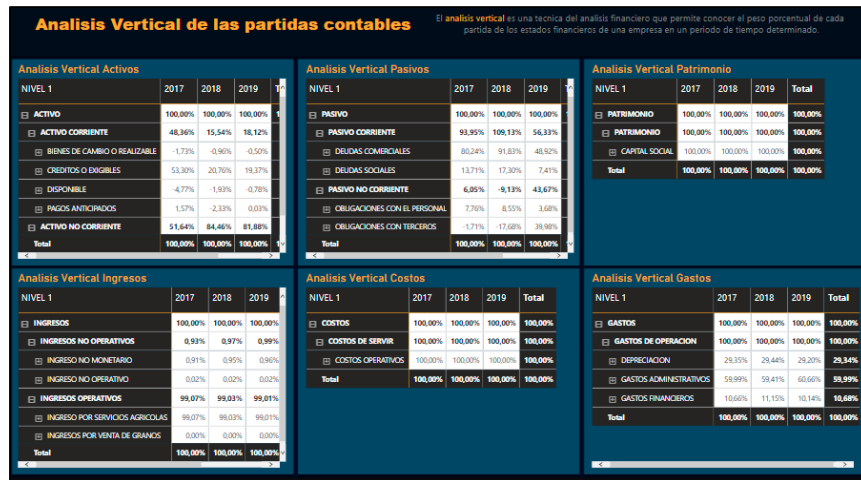 Analisis Vertical de las partidas contables
El analisis vertical es una tecnica del analisis financiero que permite conocer el peso porcentual de cada
partida de los estados financieros de una empresa en un periodo de tiempo determinado.
Analisis Vertical Activos
NIVEL 1 2017 2018 2019 T
ACTIVO 100,00% 100,00% 100,00% 1
ACTIVO CORRIENTE 48,36% 15,54% 18,12%
BIENES DE CAMBIO O REALIZABLE -1,73% -0,96% -0,50%
CREDITOS O EXIGIBLES 53,30% 20,76% 19,37%
DISPONIBLE -4,77% -1,93% -0,78%
PAGOS ANTICIPADOS 1,57% -2,33% 0,03%
ACTIVO NO CORRIENTE 51,64% 84,46% 81,88%
Total 100,00% 100,00% 100,00% 1
Analisis Vertical Pasivos
NIVEL 1 2017 2018 2019
PASIVO 100,00% 100,00% 100,00% 1
PASIVO CORRIENTE 93,95% 109,13% 56,33%
DEUDAS COMERCIALES 80,24% 91,83% 48,92%
DEUDAS SOCIALES 13,71% 17,30% 7,41%
PASIVO NO CORRIENTE 6,05% -9,13% 43,67%
OBLIGACIONES CON EL PERSONAL 7,76% 8,55% 3,68%
OBLIGACIONES CON TERCEROS -1,71% -17,68% 39,98%
Total 100,00% 100,00% 100,00% 1
Analisis Vertical Patrimonio
NIVEL 1 2017 2018 2019 Total
PATRIMONIO 100,00% 100,00% 100,00% 100,00%
PATRIMONIO 100,00% 100,00% 100,00% 100,00%
CAPITAL SOCIAL 100,00% 100,00% 100,00% 100,00%
Total 100,00% 100,00% 100,00% 100,00%
Analisis Vertical Ingresos
NIVEL 1 2017 2018 2019
INGRESOS 100,00% 100,00% 100,00%
INGRESOS NO OPERATIVOS 0,93% 0,97% 0,99%
INGRESO NO MONETARIO 0,91% 0,95% 0,96%
INGRESO NO OPERATIVO 0,02% 0,02% 0,02%
INGRESOS OPERATIVOS 99,07% 99,03% 99,01%
INGRESO POR SERVICIOS AGRICOLAS 99,07% 99,03% 99,01%
INGRESOS POR VENTA DE GRANOS 0,00% 0,00% 0,00%
Total 100,00% 100,00% 100,00%
Analisis Vertical Costos
NIVEL 1 2017 2018 2019 Total
COSTOS 100,00% 100,00% 100,00% 100,00%
COSTOS DE SERVIR 100,00% 100,00% 100,00% 100,00%
COSTOS OPERATIVOS 100,00% 100,00% 100,00% 100,00%
Total 100,00% 100,00% 100,00% 100,00%
Analisis Vertical Gastos
NIVEL 1 2017 2018 2019 Total
GASTOS 100,00% 100,00% 100,00% 100,00%
GASTOS DE OPERACION 100,00% 100,00% 100,00% 100,00%
DEPRECIACION 29,35% 29,44% 29,20% 29,34%
GASTOS ADMINISTRATIVOS 59,99% 59,41% 60,66% 59,99%
GASTOS FINANCIEROS 10,66% 11,15% 10,14% 10,68%
Total 100,00% 100,00% 100,00% 100,00%